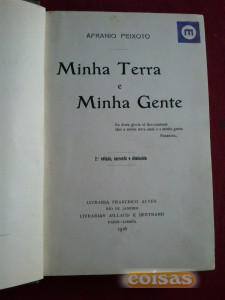 AFRANIO PEIXOTO
m
Minha Terra
e
Minha Gente
2ª edição, correcta e diminuida
LIVRARIA FRANCISCO ALVES
RIO DE JANEIRO
LIVRARIAS AILLAUD E BERTRAND
PARIS-LISBOA
1916
coisas